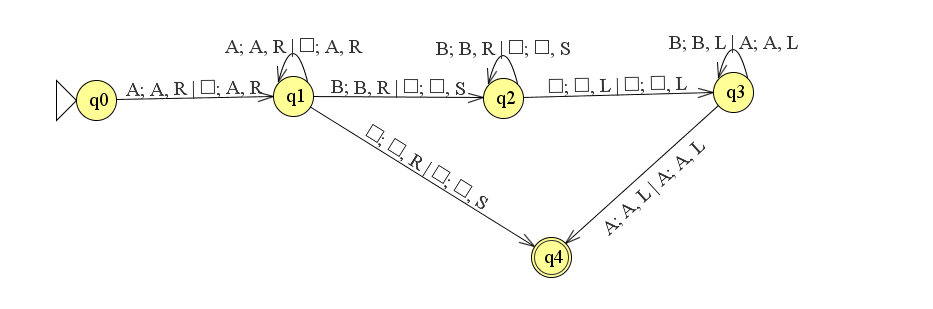 A; A, R | □; A, R
B; B, R | □; □, S
B; B, L | A; A, L
q0
A; A, R | □; A, R
q1
B; B, R | □; □, S
q2
□; □, L | □; □, L
q3
□; □, R | □; □, S
A; A, L | A; A, L
q4